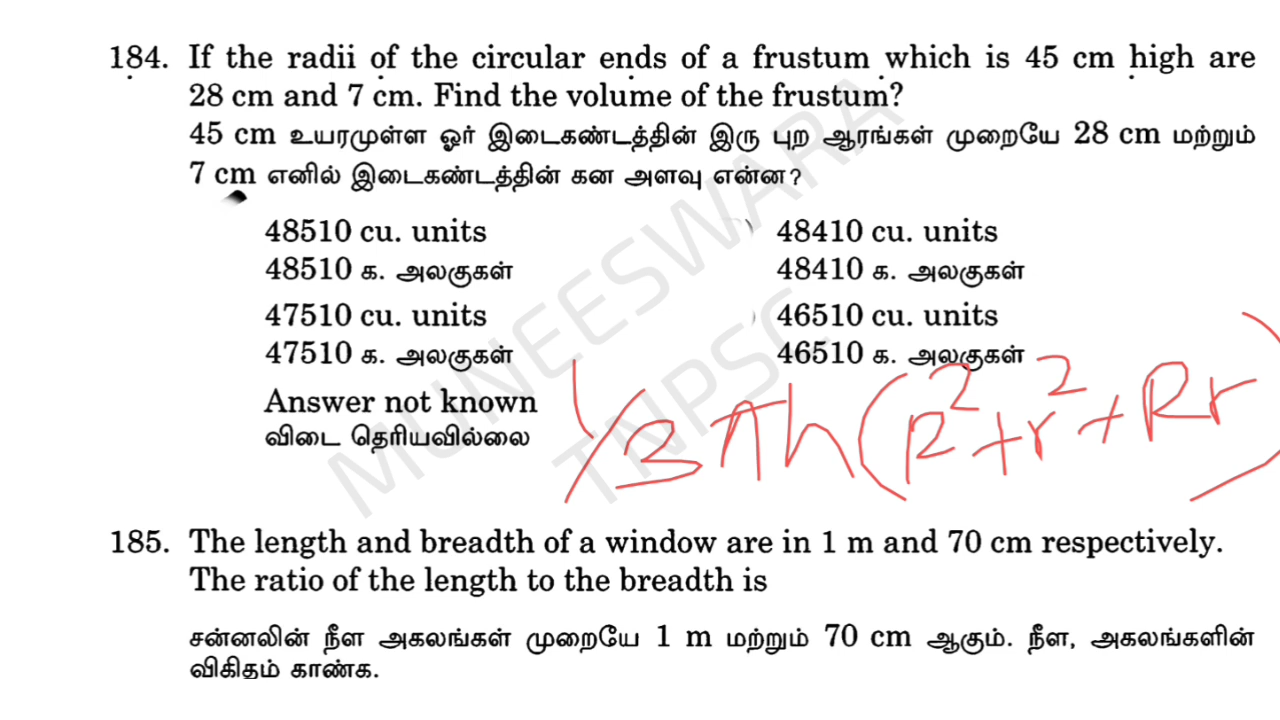 184. If the radii of the circular ends of a frustum which is 45 cm high are
28 cm and 7 cm. Find the volume of the frustum?
45 cm உயரமுள்ள ஓர் இடைகண்டத்தின் இரு புற ஆரங்கள் முறையே 28 cm மற்றும்
7 cm எனில் இடைகண்டத்தின் கன அளவு என்ன?
48510 cu. units
48510 க. அலகுகள்
48410 cu. units
48410 க. அலகுகள்
47510 cu. units
47510 க. அலகுகள்
46510 cu. units
46510 க. அலகுகள்
Answer not known
விடை தெரியவில்லை
1/3 πh (R²+r²+Rr)
MUNEESWARA
TNPSC
185. The length and breadth of a window are in 1 m and 70 cm respectively.
The ratio of the length to the breadth is
சன்னலின் நீள அகலங்கள் முறையே 1 m மற்றும் 70 cm ஆகும். நீள, அகலங்களின்
விகிதம் காண்க.